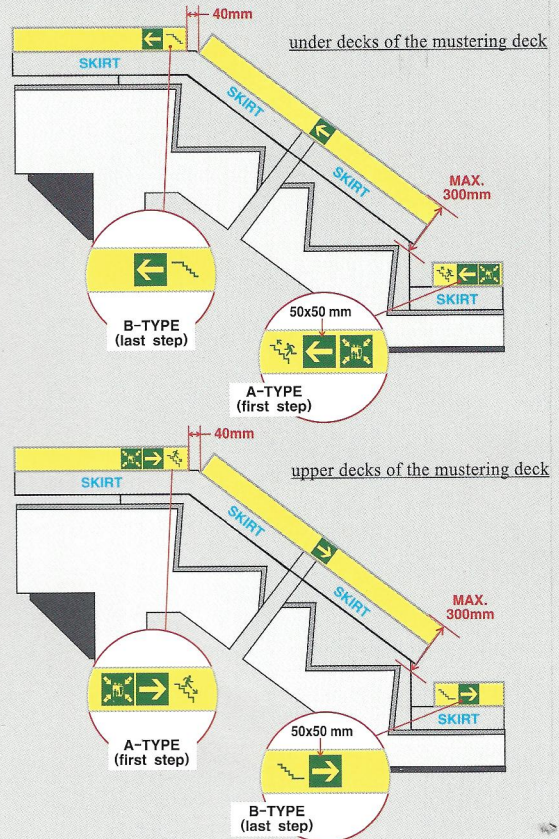 40mm
under decks of the mustering deck
SKIRT
SKIRT
SKIRT
MAX.
300mm
SKIRT
B-TYPE
(last step)
50x50 mm
A-TYPE
(first step)
40mm
upper decks of the mustering deck
SKIRT
SKIRT
SKIRT
MAX.
300mm
SKIRT
A-TYPE
(first step)
50x50 mm
B-TYPE
(last step)